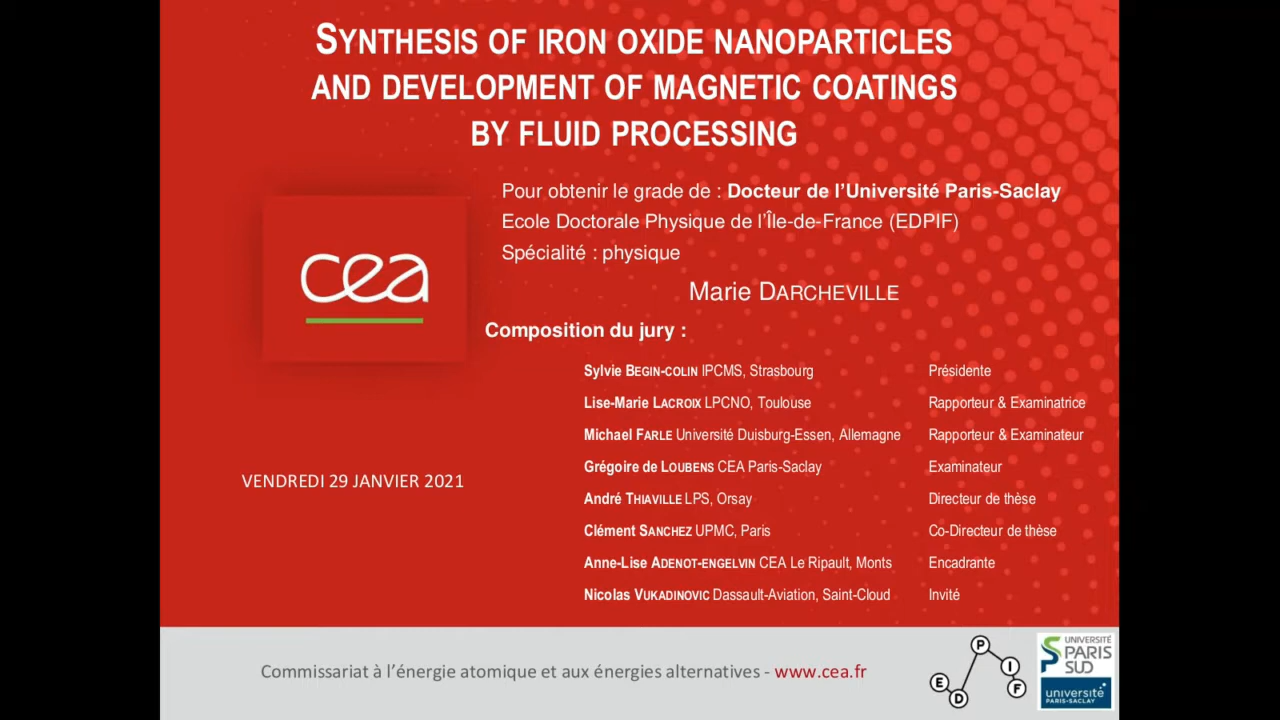 SYNTHESIS OF IRON OXIDE NANOPARTICLES
AND DEVELOPMENT OF MAGNETIC COATINGS
BY FLUID PROCESSING
Pour obtenir le grade de : Docteur de l'Université Paris-Saclay
Ecole Doctorale Physique de l'Île-de-France (EDPIF)
Spécialité : physique
cea
Marie DARCHEVILLE
Composition du jury :
Sylvie BEGIN-COLIN IPCMS, Strasbourg Présidente
Lise-Marie LACROIX LPCNO, Toulouse Rapporteur & Examinatrice
Michael FARLE Université Duisburg-Essen, Allemagne Rapporteur & Examinateur
Grégoire de LOUBENS CEA Paris-Saclay Examinateur
VENDREDI 29 JANVIER 2021
André THIAVILLE LPS, Orsay Directeur de thèse
Clément SANCHEZ UPMC, Paris Co-Directeur de thèse
Anne-Lise ADENOT-ENGELVIN CEA Le Ripault, Monts Encadrante
Nicolas VUKADINOVIC Dassault-Aviation, Saint-Cloud Invité
Commissariat à l'énergie atomique et aux énergies alternatives - www.cea.fr
E D P I F
UNIVERSITÉ
PARIS
SUD
université
PARIS-SACLAY